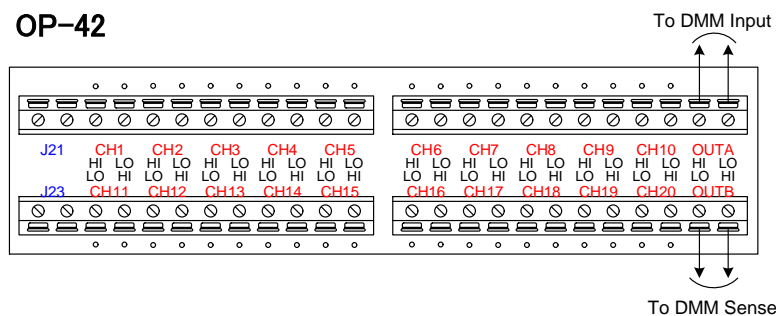 OP-42
To DMM Input
J21 CH1 CH2 CH3 CH4 CH5 CH6 CH7 CH8 CH9 CH10 OUTA
HI LO HI LO HI LO HI LO HI LO HI LO HI LO HI LO HI LO HI LO HI LO
LO HI LO HI LO HI LO HI LO HI LO HI LO HI LO HI LO HI LO HI LO HI
J23 CH11 CH12 CH13 CH14 CH15 CH16 CH17 CH18 CH19 CH20 OUTB
To DMM Sense